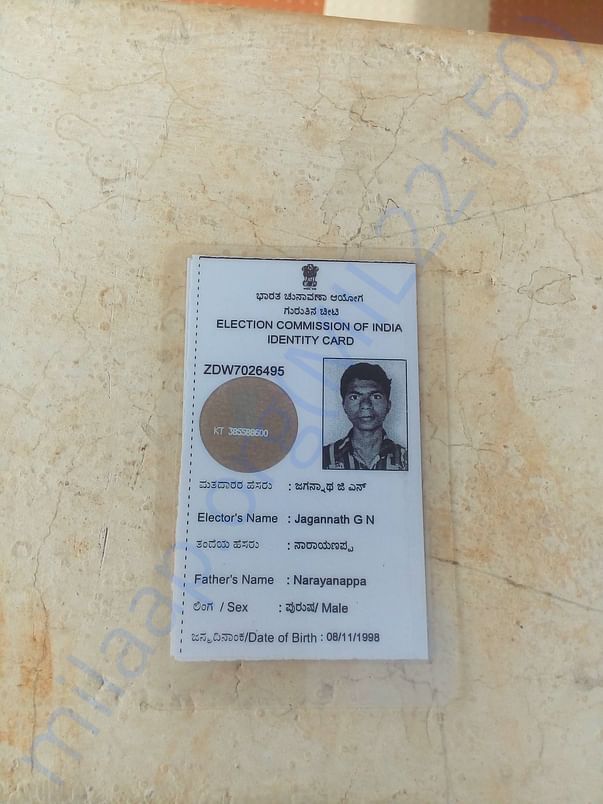 ಭಾರತ ಚುನಾವಣಾ ಆಯೋಗ
ಗುರುತಿನ ಚೀಟಿ
ELECTION COMMISSION OF INDIA
IDENTITY CARD
ZDW7026495
KT 385588600
ಮತದಾರರ ಹೆಸರು : ಜಗನ್ನಾಥ ಜಿ ಎನ್
Elector's Name : Jagannath G N
ತಂದೆಯ ಹೆಸರು : ನಾರಾಯಣಪ್ಪ
Father's Name : Narayanappa
ಲಿಂಗ / Sex : ಪುರುಷ/ Male
ಜನ್ಮದಿನಾಂಕ/Date of Birth : 08/11/1998